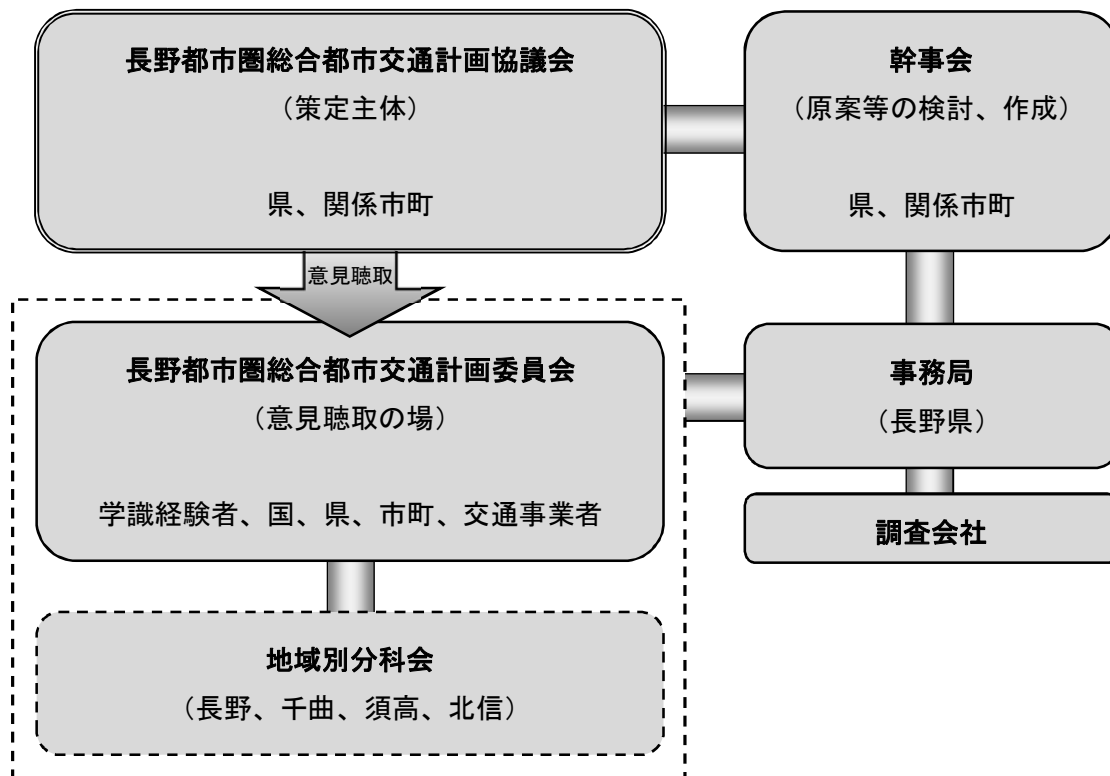 長野都市圏総合都市交通計画協議会
（策定主体）
県、関係市町
幹事会
（原案等の検討、作成）
県、関係市町
意見聴取
長野都市圏総合都市交通計画委員会
（意見聴取の場）
学識経験者、国、県、市町、交通事業者
事務局
（長野県）
調査会社
地域別分科会
（長野、千曲、須高、北信）